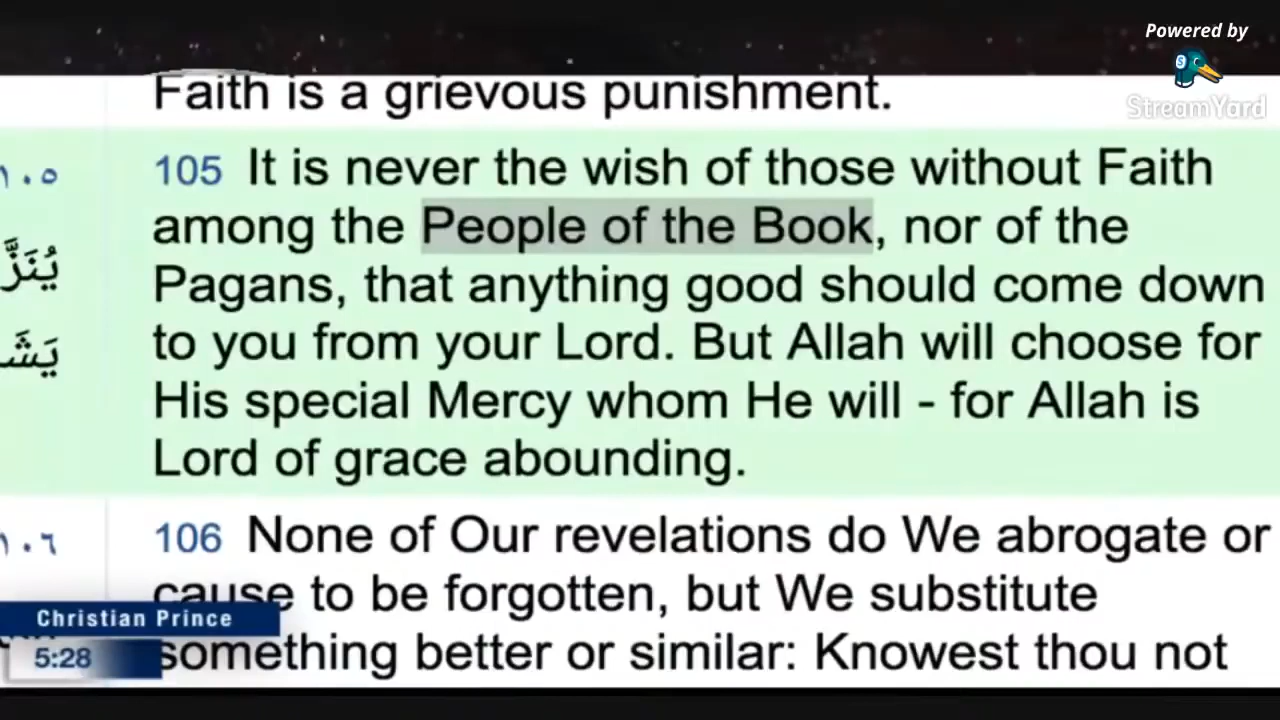 Powered by
StreamYard
Faith is a grievous punishment.
١٠٥
105 It is never the wish of those without Faith
among the People of the Book, nor of the
يُنَزَّ
Pagans, that anything good should come down
to you from your Lord. But Allah will choose for
يَشَ
His special Mercy whom He will - for Allah is
Lord of grace abounding.
١٠٦
106 None of Our revelations do We abrogate or
cause to be forgotten, but We substitute
Christian Prince
something better or similar: Knowest thou not
5:28